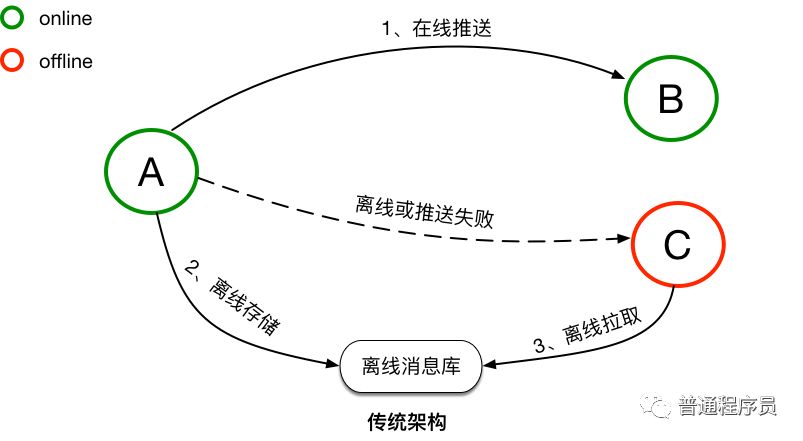 online
offline
1、在线推送
B
A
离线或推送失败
C
2、离线存储
3、离线拉取
离线消息库
传统架构
普通程序员